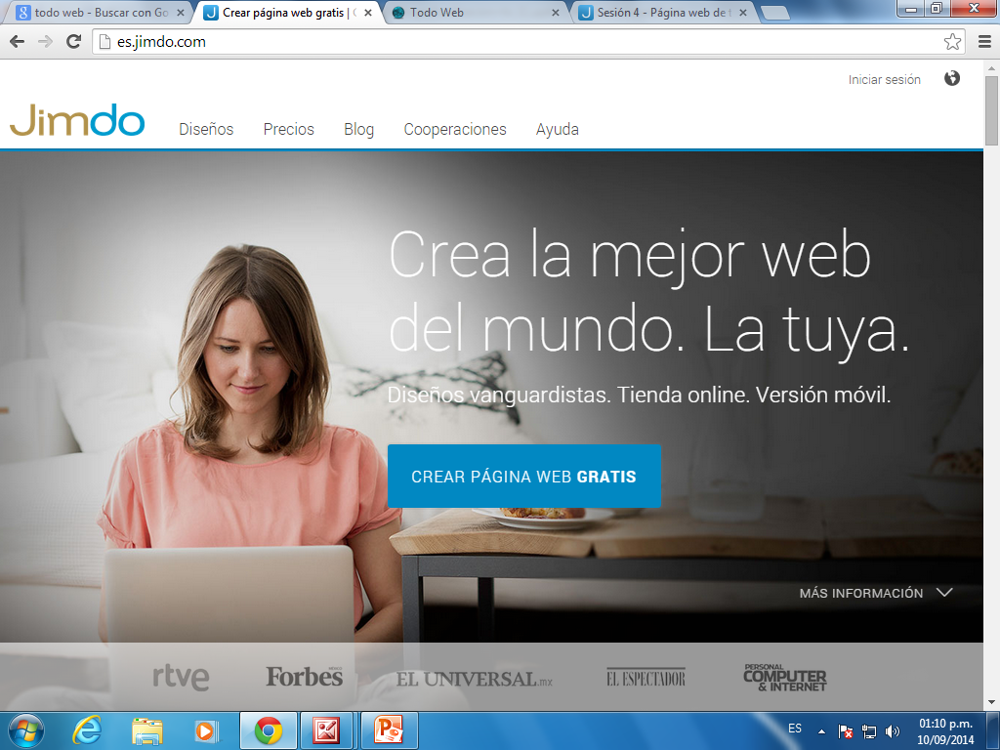 todo web - Buscar con Go
Crear página web gratis | C
Todo Web
Sesión 4 - Página web de t
es.jimdo.com
Iniciar sesión
Jimdo
Diseños Precios Blog Cooperaciones Ayuda
Crea la mejor web
del mundo. La tuya.
Diseños vanguardistas. Tienda online. Versión móvil.
CREAR PÁGINA WEB GRATIS
MÁS INFORMACIÓN
rtve
Forbes
MÉXICO
EL UNIVERSAL.mx
EL ESPECTADOR
PERSONAL
COMPUTER
& INTERNET
ES
01:10 p.m.
10/09/2014